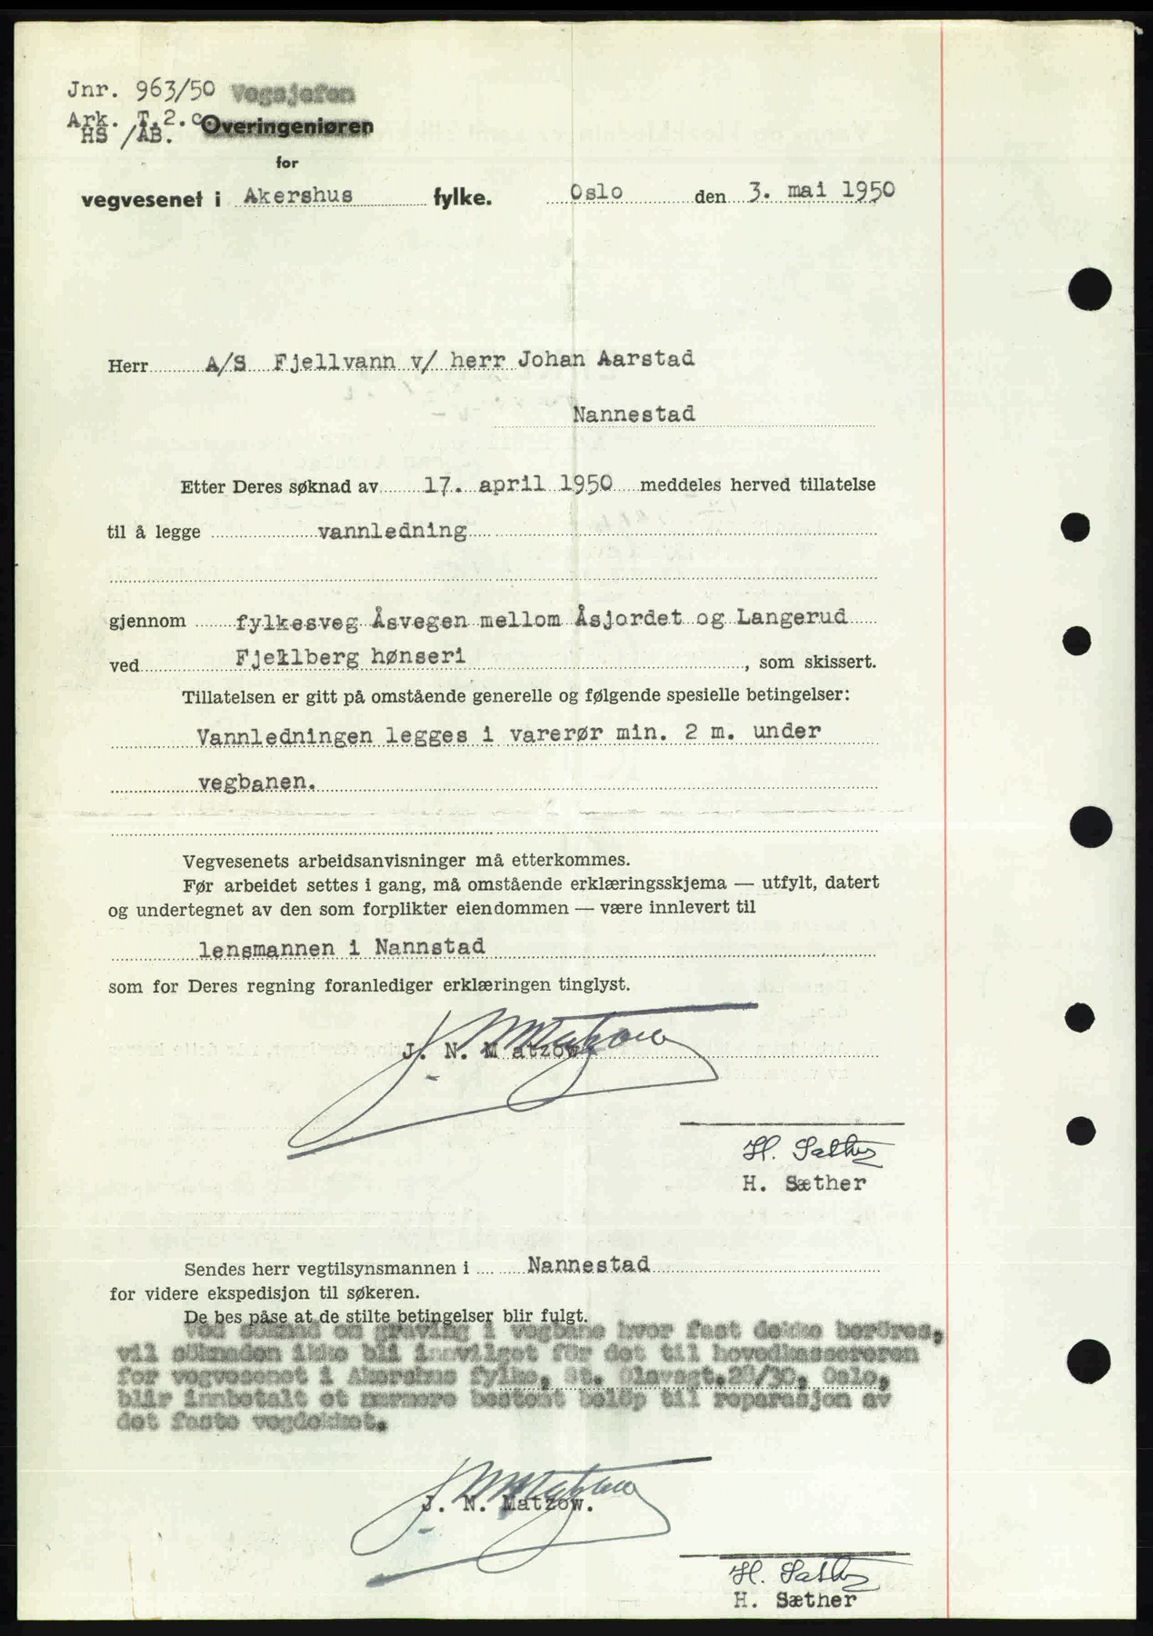 Jnr. 963/50 Vegsjefen
Ark. T.2.c Overingeniøren
HS /AB.
for
vegvesenet i Akershus fylke. Oslo den 3. mai 1950
Herr A/S Fjellvann v/ herr Johan Aarstad
Nannestad
Etter Deres søknad av 17. april 1950 meddeles herved tillatelse
til å legge vannledning
gjennom fylkesveg Åsvegen mellom Åsjordet og Langerud
ved Fjellberg hønseri , som skissert.
Tillatelsen er gitt på omstående generelle og følgende spesielle betingelser:
Vannledningen legges i varerør min. 2 m. under
vegbanen.
Vegvesenets arbeidsanvisninger må etterkommes.
Før arbeidet settes i gang, må omstående erklæringsskjema — utfylt, datert
og undertegnet av den som forplikter eiendommen — være innlevert til
lensmannen i Nannstad
som for Deres regning foranlediger erklæringen tinglyst.
J. N. Matzow
H. Sæther
H. Sæther
Sendes herr vegtilsynsmannen i Nannestad
for videre ekspedisjon til søkeren.
De bes påse at de stilte betingelser blir fulgt.
Ved söknad om graving i vegbane hvor fast dekke beröres,
vil söknaden ikke bli innvilget för det til hovedkassereren
for vegvesenet i Akershus fylke, St. Olavsgt.28/30, Oslo,
blir innbetalt et nærmere bestemt belöp til reparasjon av
det faste vegdekket.
J. N. Matzow.
H. Sæther
H. Sæther